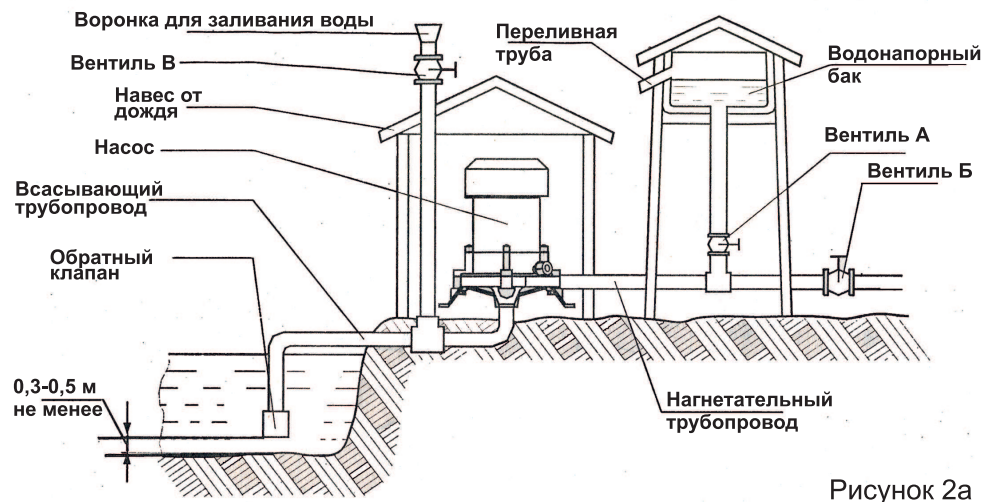 Воронка для заливания воды
Вентиль В
Навес от
дождя
Насос
Всасывающий
трубопровод
Обратный
клапан
0,3-0,5 м
не менее
Переливная
труба
Водонапорный
бак
Вентиль А
Вентиль Б
Нагнетательный
трубопровод
Рисунок 2а